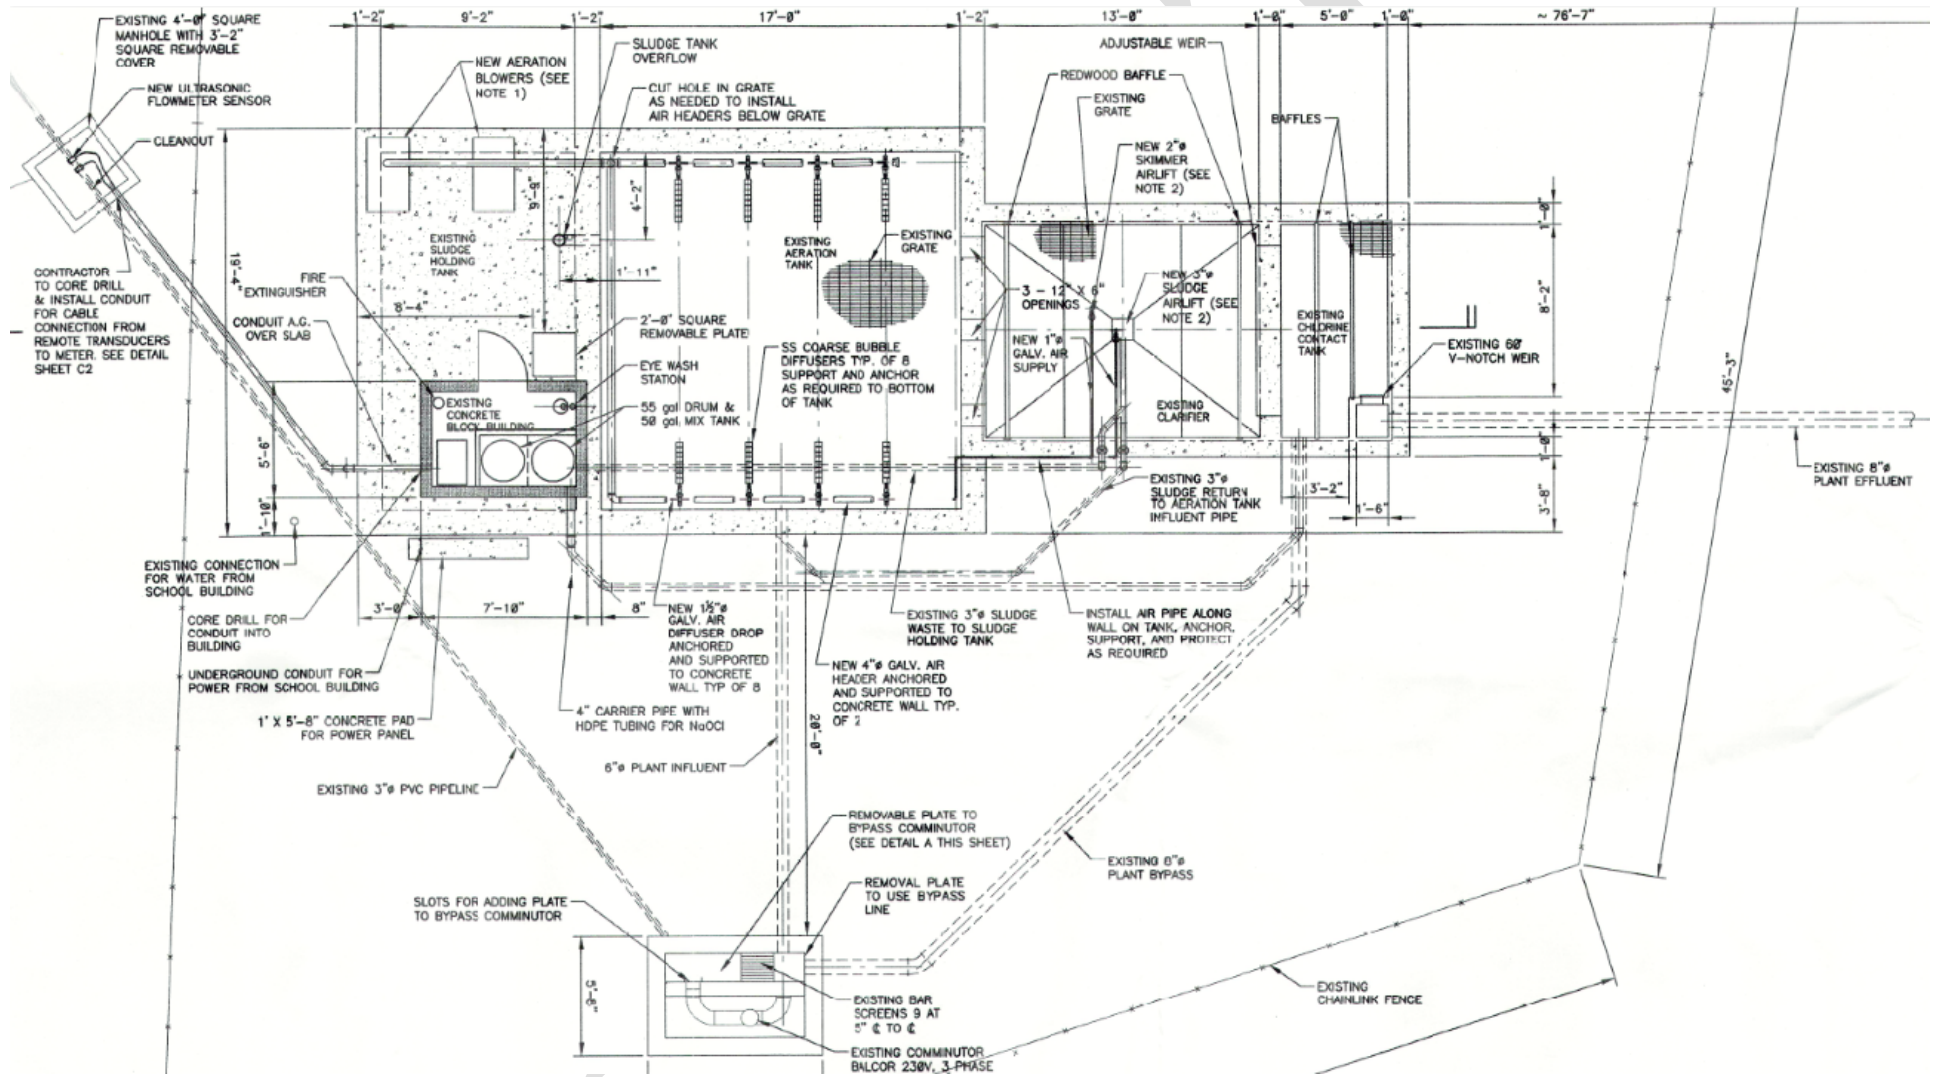 1'-2"
9'-2"
1'-2"
17'-0"
1'-2"
13'-0"
1'-0"
5'-0"
1'-0"
~ 76'-7"
EXISTING 4'-0" SQUARE
MANHOLE WITH 3'-2"
SQUARE REMOVABLE
COVER
NEW ULTRASONIC
FLOWMETER SENSOR
CLEANOUT
NEW AERATION
BLOWERS (SEE
NOTE 1)
SLUDGE TANK
OVERFLOW
CUT HOLE IN GRATE
AS NEEDED TO INSTALL
AIR HEADERS BELOW GRATE
ADJUSTABLE WEIR
REDWOOD BAFFLE
EXISTING
GRATE
BAFFLES
NEW 2"ø
SKIMMER
AIRLIFT (SEE
NOTE 2)
4'-2"
1'-0"
EXISTING
SLUDGE
HOLDING
TANK
EXISTING
AERATION
TANK
EXISTING
GRATE
19'-4"
1'-11"
8'-4"
CONTRACTOR
TO CORE DRILL
& INSTALL CONDUIT
FOR CABLE
CONNECTION FROM
REMOTE TRANSDUCERS
TO METER. SEE DETAIL
SHEET C2
FIRE
EXTINGUISHER
CONDUIT A.G.
OVER SLAB
2'-0" SQUARE
REMOVABLE PLATE
EYE WASH
STATION
55 gal DRUM &
50 gal MIX TANK
EXISTING
CONCRETE
BLOCK BUILDING
SS COARSE BUBBLE
DIFFUSERS TYP. OF 8
SUPPORT AND ANCHOR
AS REQUIRED TO BOTTOM
OF TANK
3 - 12" X 6"
OPENINGS
NEW 3"ø
SLUDGE
AIRLIFT (SEE
NOTE 2)
NEW 1"ø
GALV. AIR
SUPPLY
EXISTING
CLARIFIER
EXISTING
CHLORINE
CONTACT
TANK
8'-2"
EXISTING 60°
V-NOTCH WEIR
45'-3"
1'-0"
3'-8"
3'-2"
1'-6"
EXISTING 8"ø
PLANT EFFLUENT
EXISTING 3"ø
SLUDGE RETURN
TO AERATION TANK
INFLUENT PIPE
5'-6"
1'-10"
EXISTING CONNECTION
FOR WATER FROM
SCHOOL BUILDING
3'-0"
7'-10"
8"
CORE DRILL FOR
CONDUIT INTO
BUILDING
UNDERGROUND CONDUIT FOR
POWER FROM SCHOOL BUILDING
1' X 5'-8" CONCRETE PAD
FOR POWER PANEL
NEW 1½"ø
GALV. AIR
DIFFUSER DROP
ANCHORED
AND SUPPORTED
TO CONCRETE
WALL TYP OF 8
EXISTING 3"ø SLUDGE
WASTE TO SLUDGE
HOLDING TANK
INSTALL AIR PIPE ALONG
WALL ON TANK, ANCHOR,
SUPPORT, AND PROTECT
AS REQUIRED
NEW 4"ø GALV. AIR
HEADER ANCHORED
AND SUPPORTED TO
CONCRETE WALL TYP.
OF 2
4" CARRIER PIPE WITH
HDPE TUBING FOR NaOCl
20'-0"
6"ø PLANT INFLUENT
EXISTING 3"ø PVC PIPELINE
REMOVABLE PLATE TO
BYPASS COMMINUTOR
(SEE DETAIL A THIS SHEET)
EXISTING 8"ø
PLANT BYPASS
REMOVAL PLATE
TO USE BYPASS
LINE
SLOTS FOR ADDING PLATE
TO BYPASS COMMINUTOR
EXISTING BAR
SCREENS 9 AT
5" ℄ TO ℄
EXISTING
CHAINLINK FENCE
EXISTING COMMINUTOR
BALCOR 230V, 3 PHASE